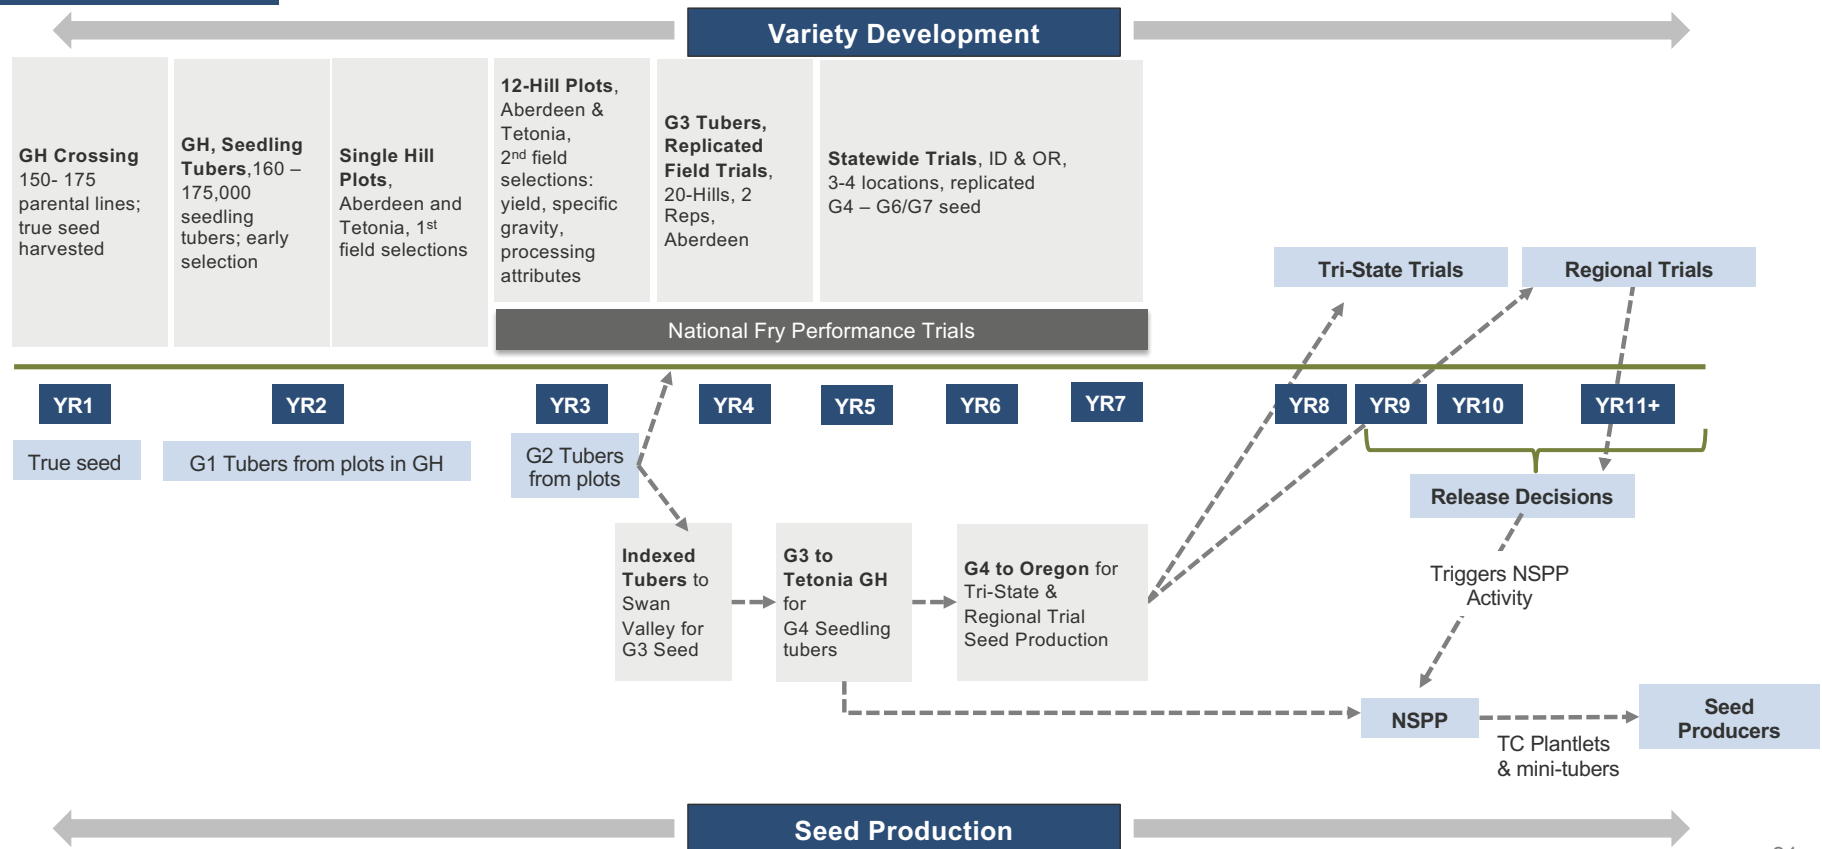 Variety Development
GH Crossing
150- 175
parental lines;
true seed
harvested
GH, Seedling
Tubers,160 –
175,000
seedling
tubers; early
selection
Single Hill
Plots,
Aberdeen and
Tetonia, 1st
field selections
12-Hill Plots,
Aberdeen &
Tetonia,
2nd field
selections:
yield, specific
gravity,
processing
attributes
G3 Tubers,
Replicated
Field Trials,
20-Hills, 2
Reps,
Aberdeen
Statewide Trials, ID & OR,
3-4 locations, replicated
G4 – G6/G7 seed
National Fry Performance Trials
Tri-State Trials
Regional Trials
YR1
YR2
YR3
YR4
YR5
YR6
YR7
YR8
YR9
YR10
YR11+
True seed
G1 Tubers from plots in GH
G2 Tubers
from plots
Release Decisions
Indexed
Tubers to
Swan
Valley for
G3 Seed
G3 to
Tetonia GH
for
G4 Seedling
tubers
G4 to Oregon for
Tri-State &
Regional Trial
Seed Production
Triggers NSPP
Activity
NSPP
TC Plantlets
& mini-tubers
Seed
Producers
Seed Production